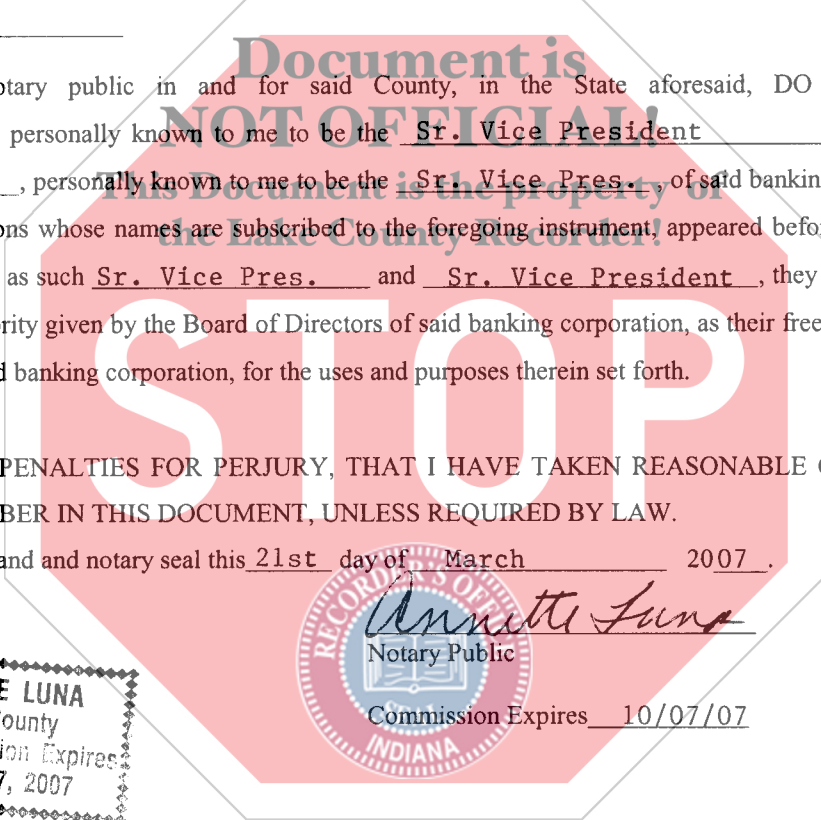 Document is
otary public in and for said County, in the State aforesaid, DO
NOT OFFICIAL!
personally known to me to be the Sr. Vice President
This Document is the property of
, personally known to me to be the Sr. Vice Pres. , of said bankin
the Lake County Recorder!
ons whose names are subscribed to the foregoing instrument, appeared befo
as such Sr. Vice Pres. and Sr. Vice President , they
STOP
rity given by the Board of Directors of said banking corporation, as their free
d banking corporation, for the uses and purposes therein set forth.
PENALTIES FOR PERJURY, THAT I HAVE TAKEN REASONABLE
BER IN THIS DOCUMENT, UNLESS REQUIRED BY LAW.
and and notary seal this 21st day of March 2007 .
RECORDER'S OFFICE
Annette Luna
Notary Public
SEAL
Commission Expires 10/07/07
INDIANA
E LUNA
ounty
ion Expires
7, 2007